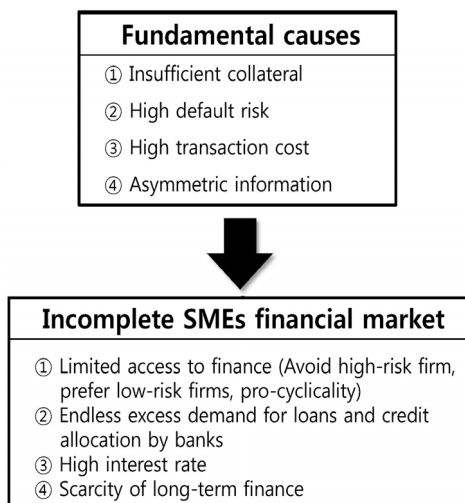 Fundamental causes
① Insufficient collateral
② High default risk
③ High transaction cost
④ Asymmetric information
Incomplete SMEs financial market
① Limited access to finance (Avoid high-risk firm,
prefer low-risk firms, pro-cyclicality)
② Endless excess demand for loans and credit
allocation by banks
③ High interest rate
④ Scarcity of long-term finance